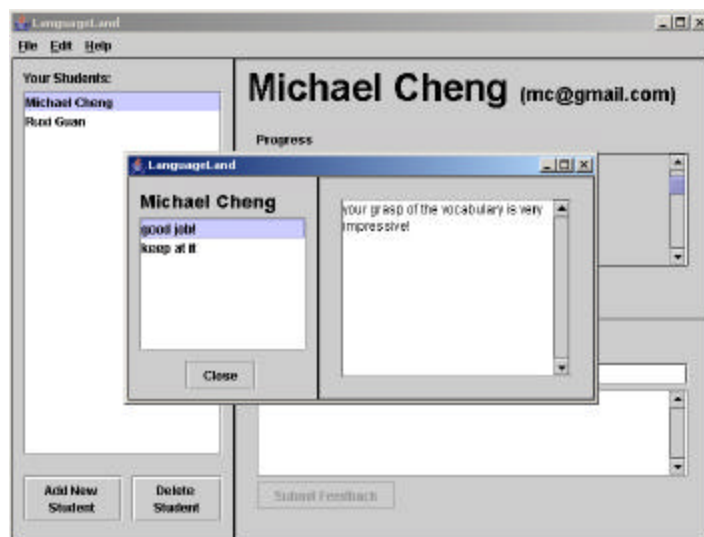 LanguageLand
File Edit Help
Your Students:
Michael Cheng
Ruxi Guan
Michael Cheng (mc@gmail.com)
Progress
LanguageLand
Michael Cheng
good job!
keep at it
Close
your grasp of the vocabulary is very
impressive!
Add New
Student
Delete
Student
Submit Feedback